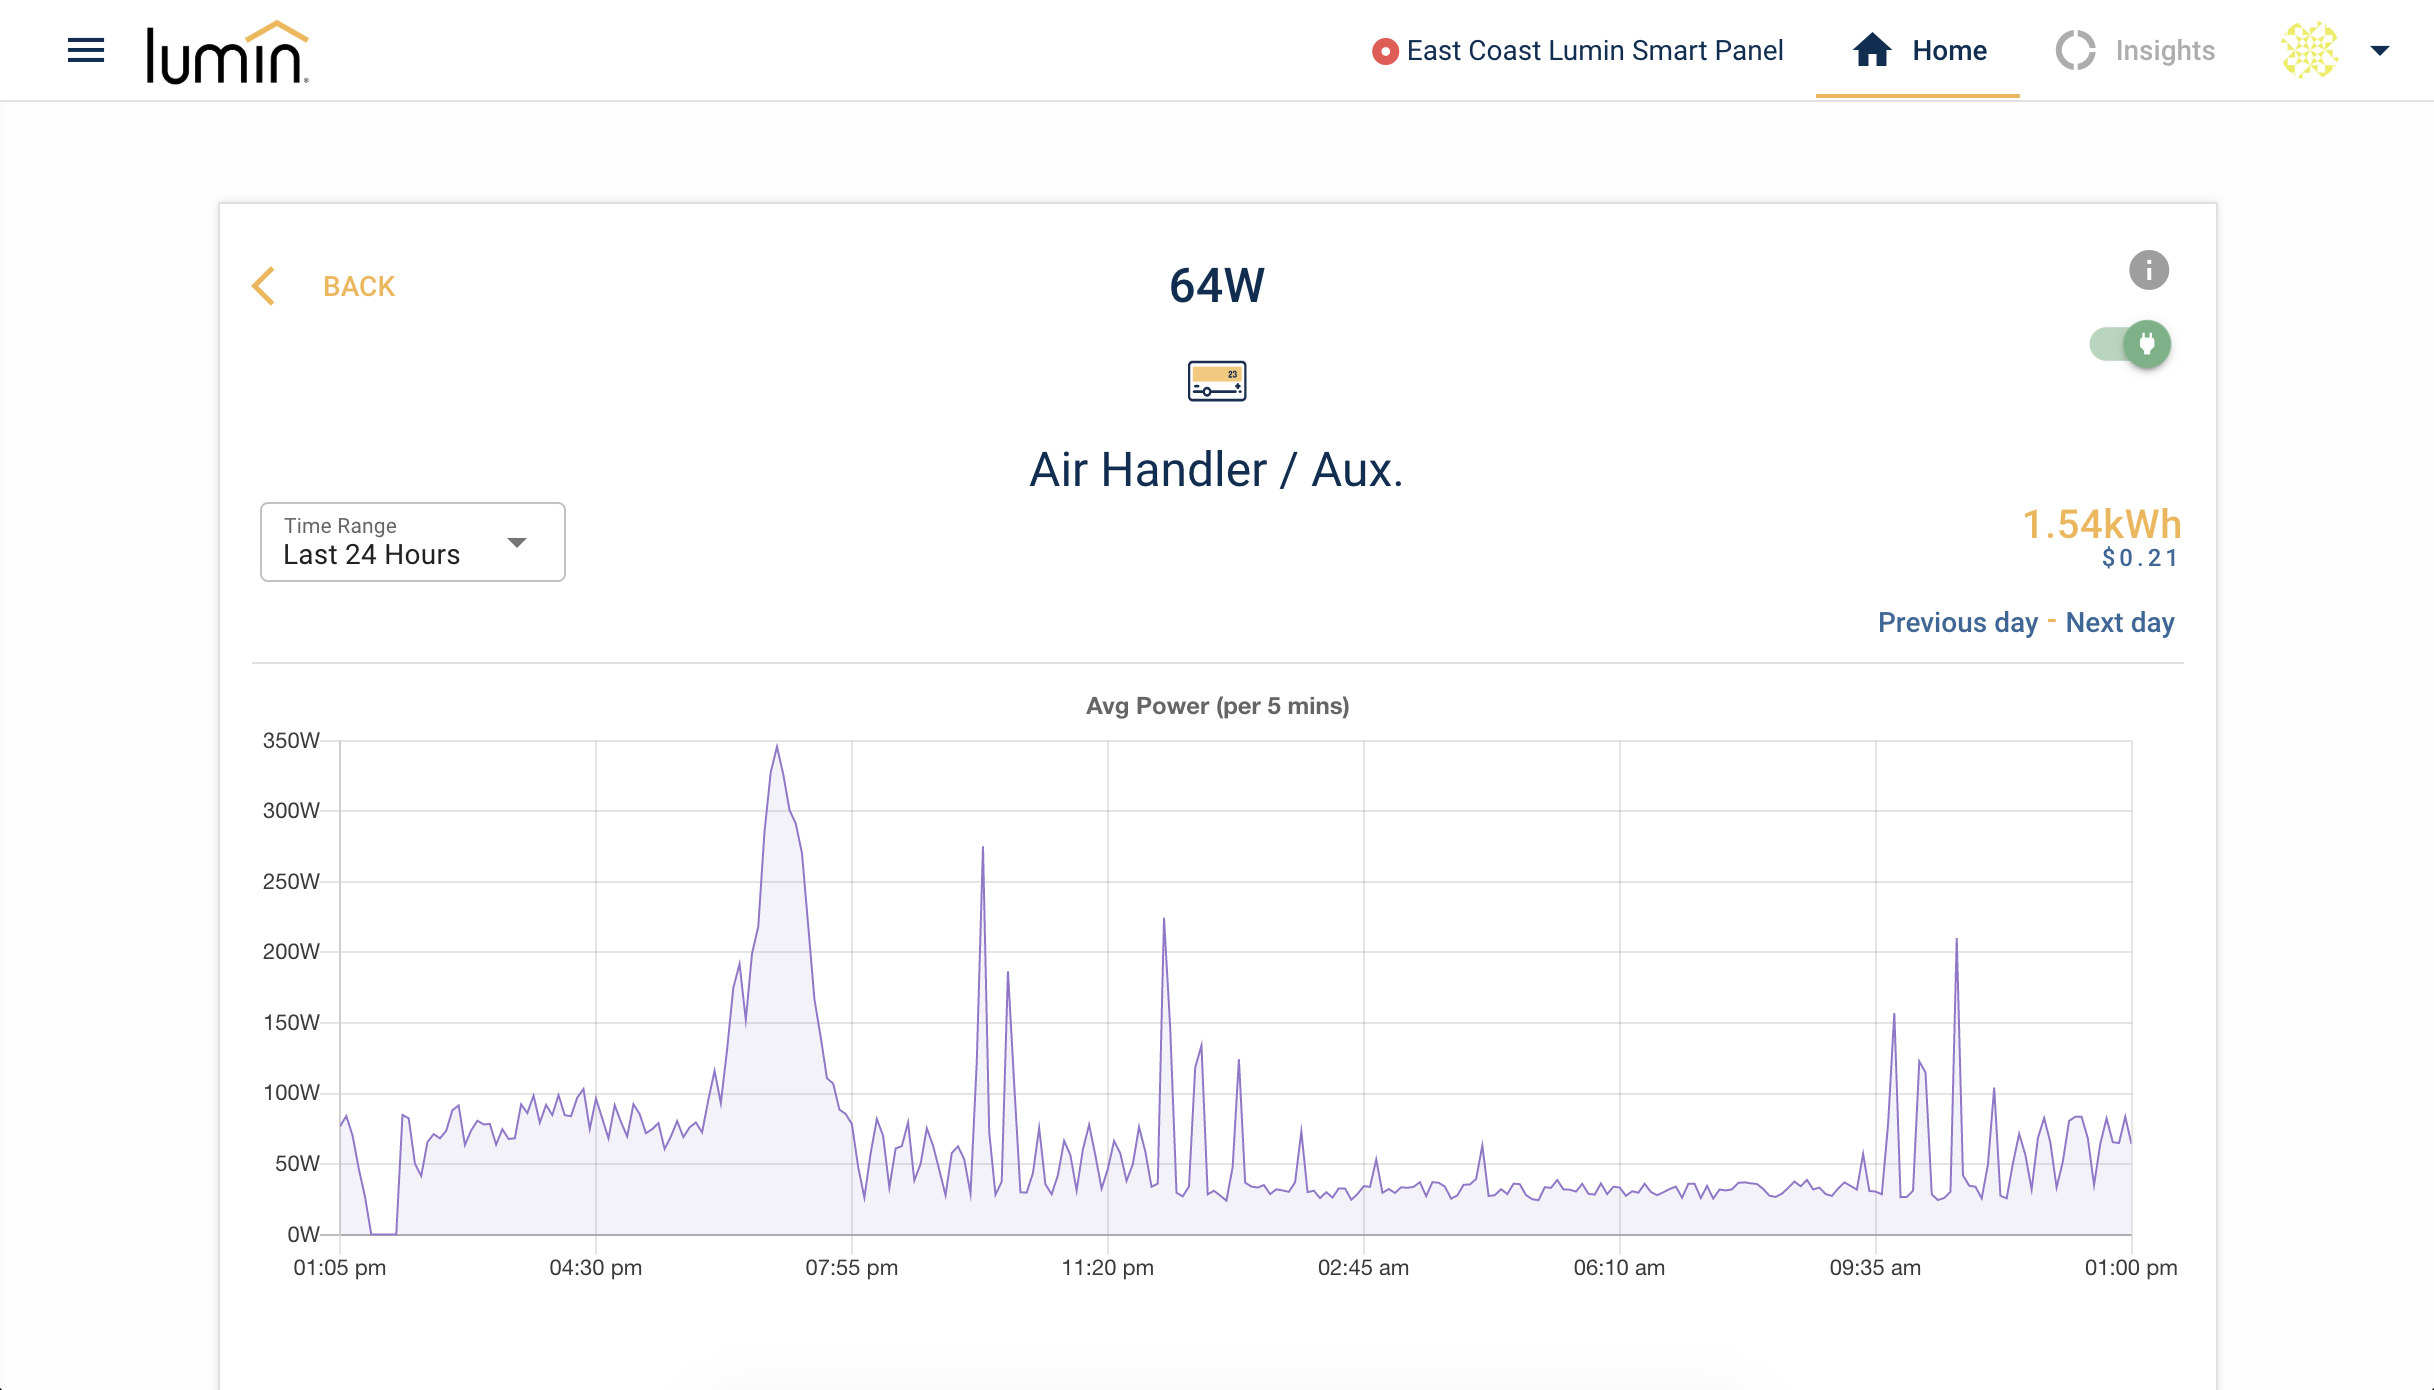 lumin
East Coast Lumin Smart Panel
Home
Insights
BACK
64W
23
Air Handler / Aux.
Time Range
Last 24 Hours
1.54kWh
$0.21
Previous day - Next day
Avg Power (per 5 mins)
350W
300W
250W
200W
150W
100W
50W
0W
01:05 pm 04:30 pm 07:55 pm 11:20 pm 02:45 am 06:10 am 09:35 am 01:00 pm